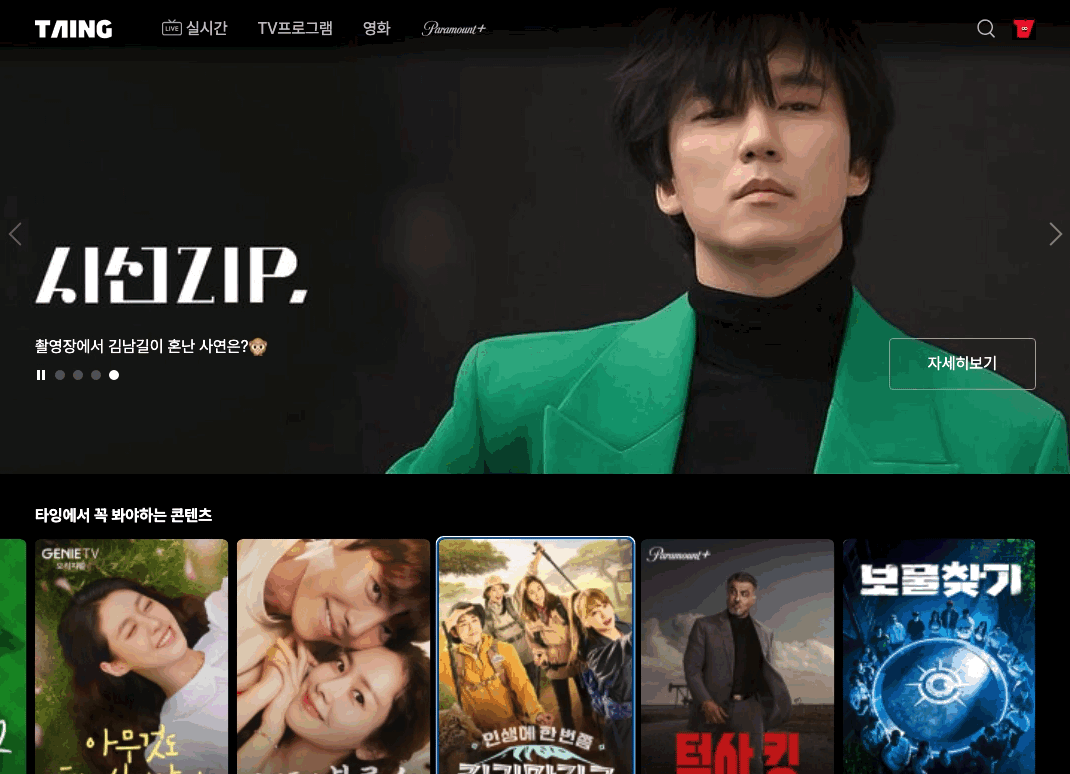 TAING
LIVE 실시간 TV프로그램 영화 Paramount+
시선ZIP.
촬영장에서 김남길이 혼난 사연은?🙊
자세히보기
타잉에서 꼭 봐야하는 콘텐츠
GENIE TV
오리지널
아무것도
Paramount+
털사 킹
보물찾기
인생에 한 번쯤